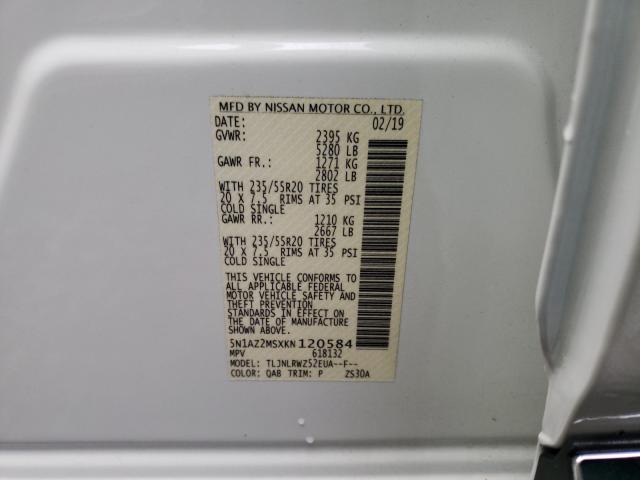 MFD BY NISSAN MOTOR CO., LTD.
DATE: 02/19
GVWR: 2395 KG
5280 LB
GAWR FR.: 1271 KG
2802 LB
WITH 235/55R20 TIRES
20 X 7.5 RIMS AT 35 PSI
COLD SINGLE
GAWR RR.: 1210 KG
2667 LB
WITH 235/55R20 TIRES
20 X 7.5 RIMS AT 35 PSI
COLD SINGLE
THIS VEHICLE CONFORMS TO
ALL APPLICABLE FEDERAL
MOTOR VEHICLE SAFETY AND
THEFT PREVENTION
STANDARDS IN EFFECT ON
THE DATE OF MANUFACTURE
SHOWN ABOVE.
5N1AZ2MSXKN120584
MPV 618132
MODEL: TLJNLRWZ52EUA--F--
COLOR: QAB TRIM: P ZS30A